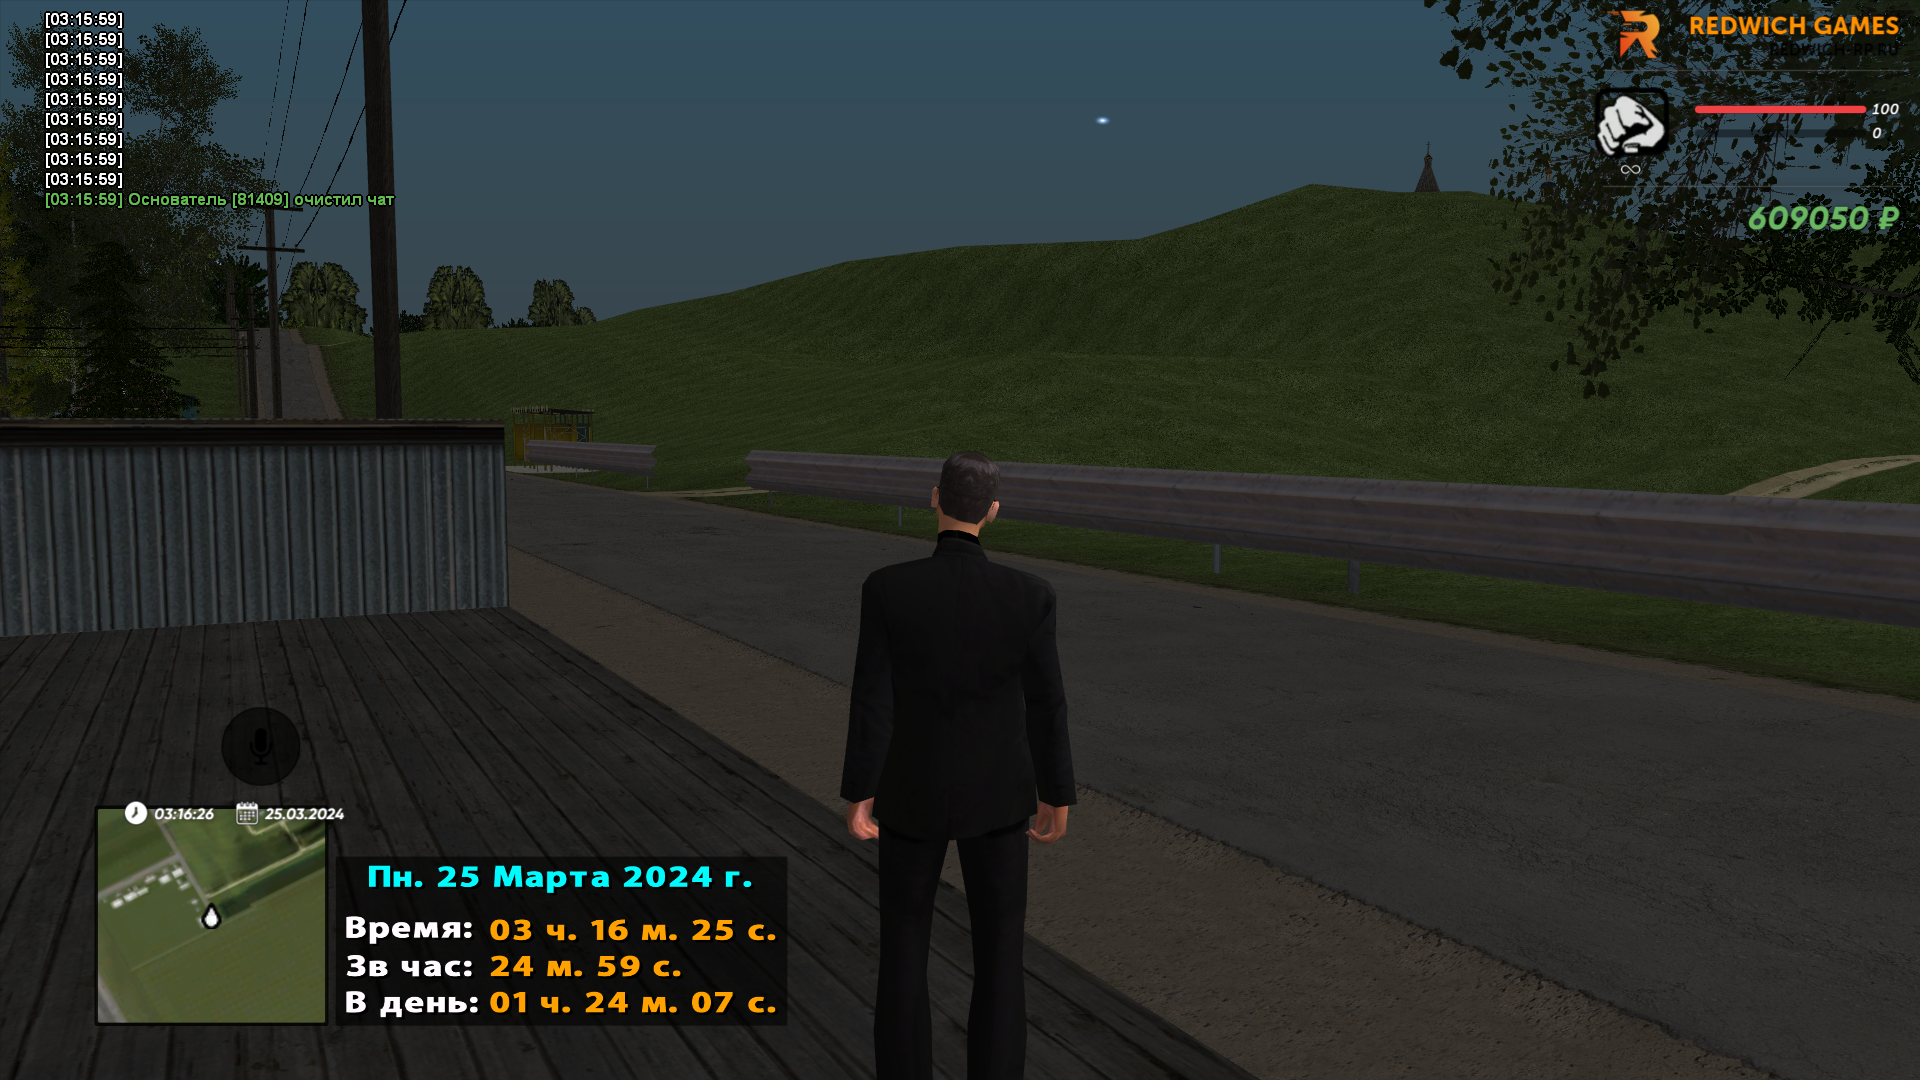 [03:15:59]
[03:15:59]
[03:15:59]
[03:15:59]
[03:15:59]
[03:15:59]
[03:15:59]
[03:15:59]
[03:15:59]
[03:15:59] Основатель [81409] очистил чат
REDWICH GAMES
REDWICH-RP.RU
100
0
∞
609050 ₽
03:16:26 25.03.2024
Пн. 25 Марта 2024 г.
Время: 03 ч. 16 м. 25 с.
Зв час: 24 м. 59 с.
В день: 01 ч. 24 м. 07 с.